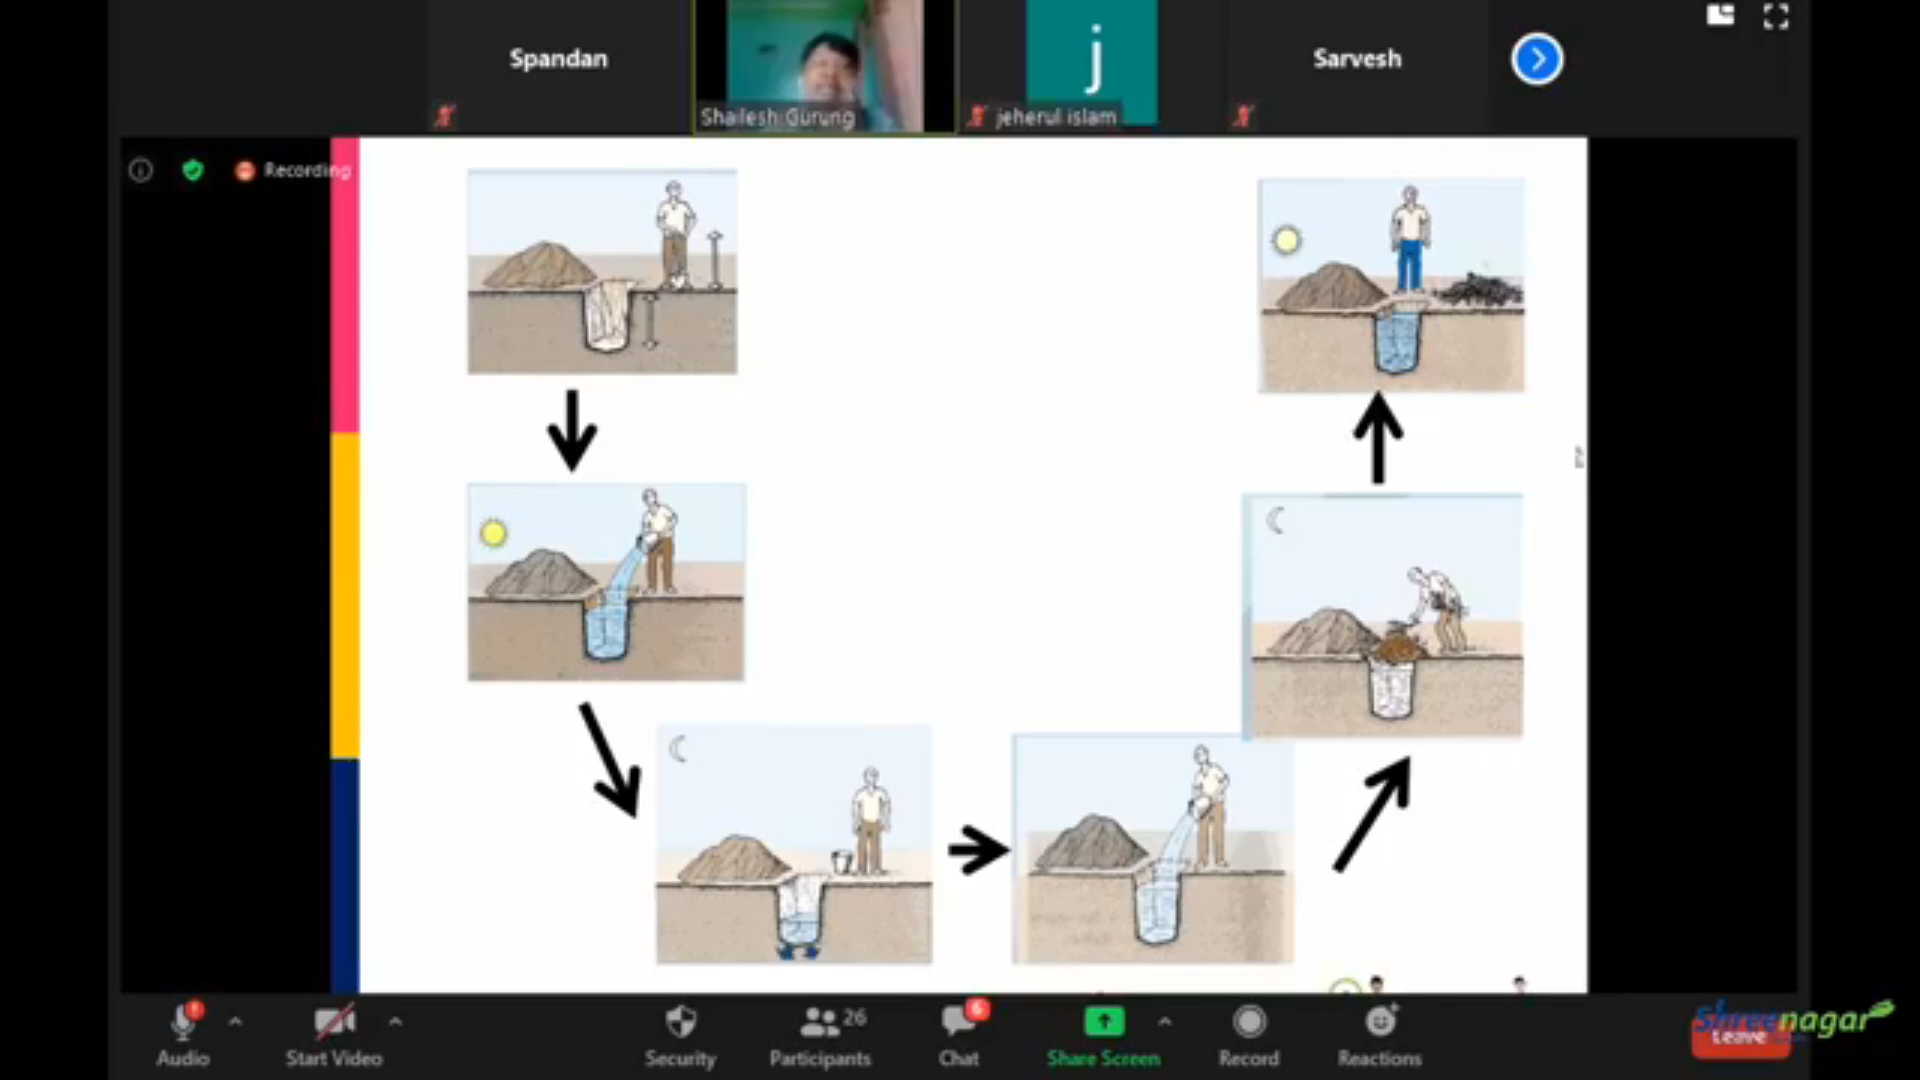 Spandan
Shailesh Gurung
j
jeherul islam
Sarvesh
Recording
Audio
Start Video
Security
Participants
26
Chat
6
Share Screen
Record
Reactions
Leave
Shreenagar